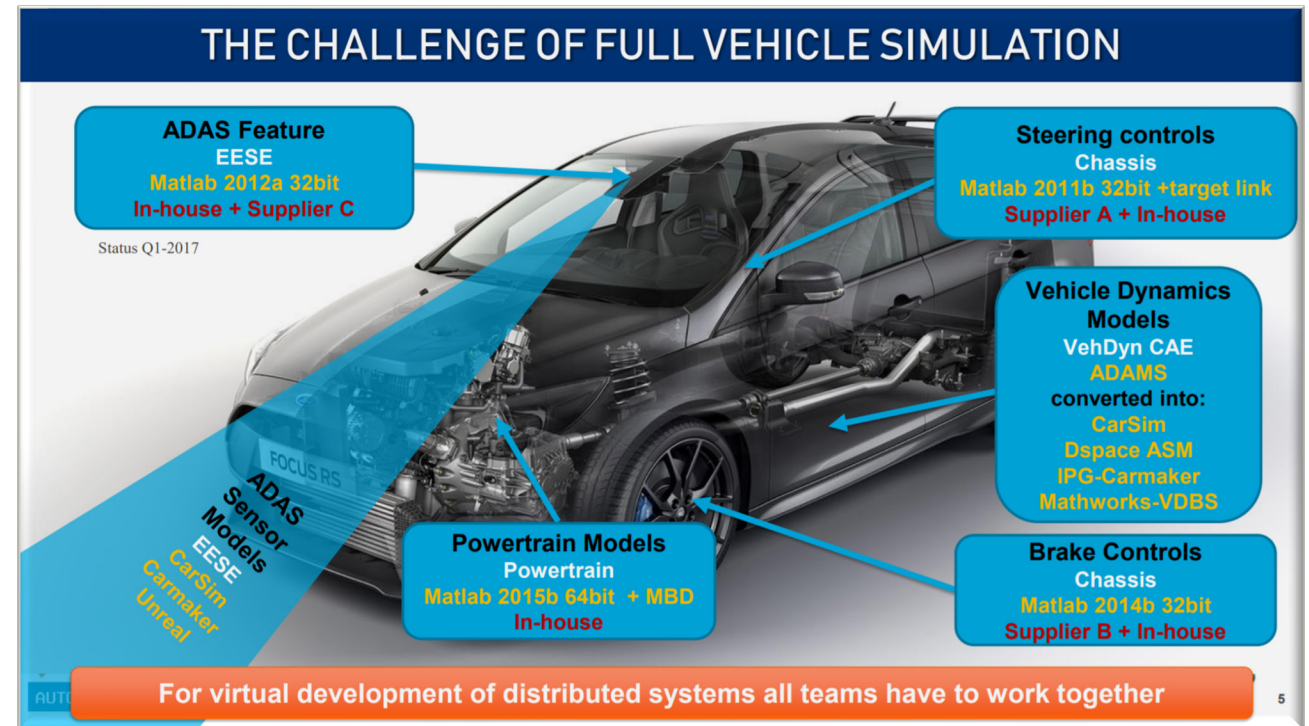 THE CHALLENGE OF FULL VEHICLE SIMULATION
ADAS Feature
EESE
Matlab 2012a 32bit
In-house + Supplier C
Status Q1-2017
Steering controls
Chassis
Matlab 2011b 32bit +target link
Supplier A + In-house
Vehicle Dynamics
Models
VehDyn CAE
ADAMS
converted into:
CarSim
Dspace ASM
IPG-Carmaker
Mathworks-VDBS
FOCUS RS
ADAS
Sensor
Models
EESE
CarSim
Carmaker
Unreal
Powertrain Models
Powertrain
Matlab 2015b 64bit + MBD
In-house
Brake Controls
Chassis
Matlab 2014b 32bit
Supplier B + In-house
For virtual development of distributed systems all teams have to work together
5